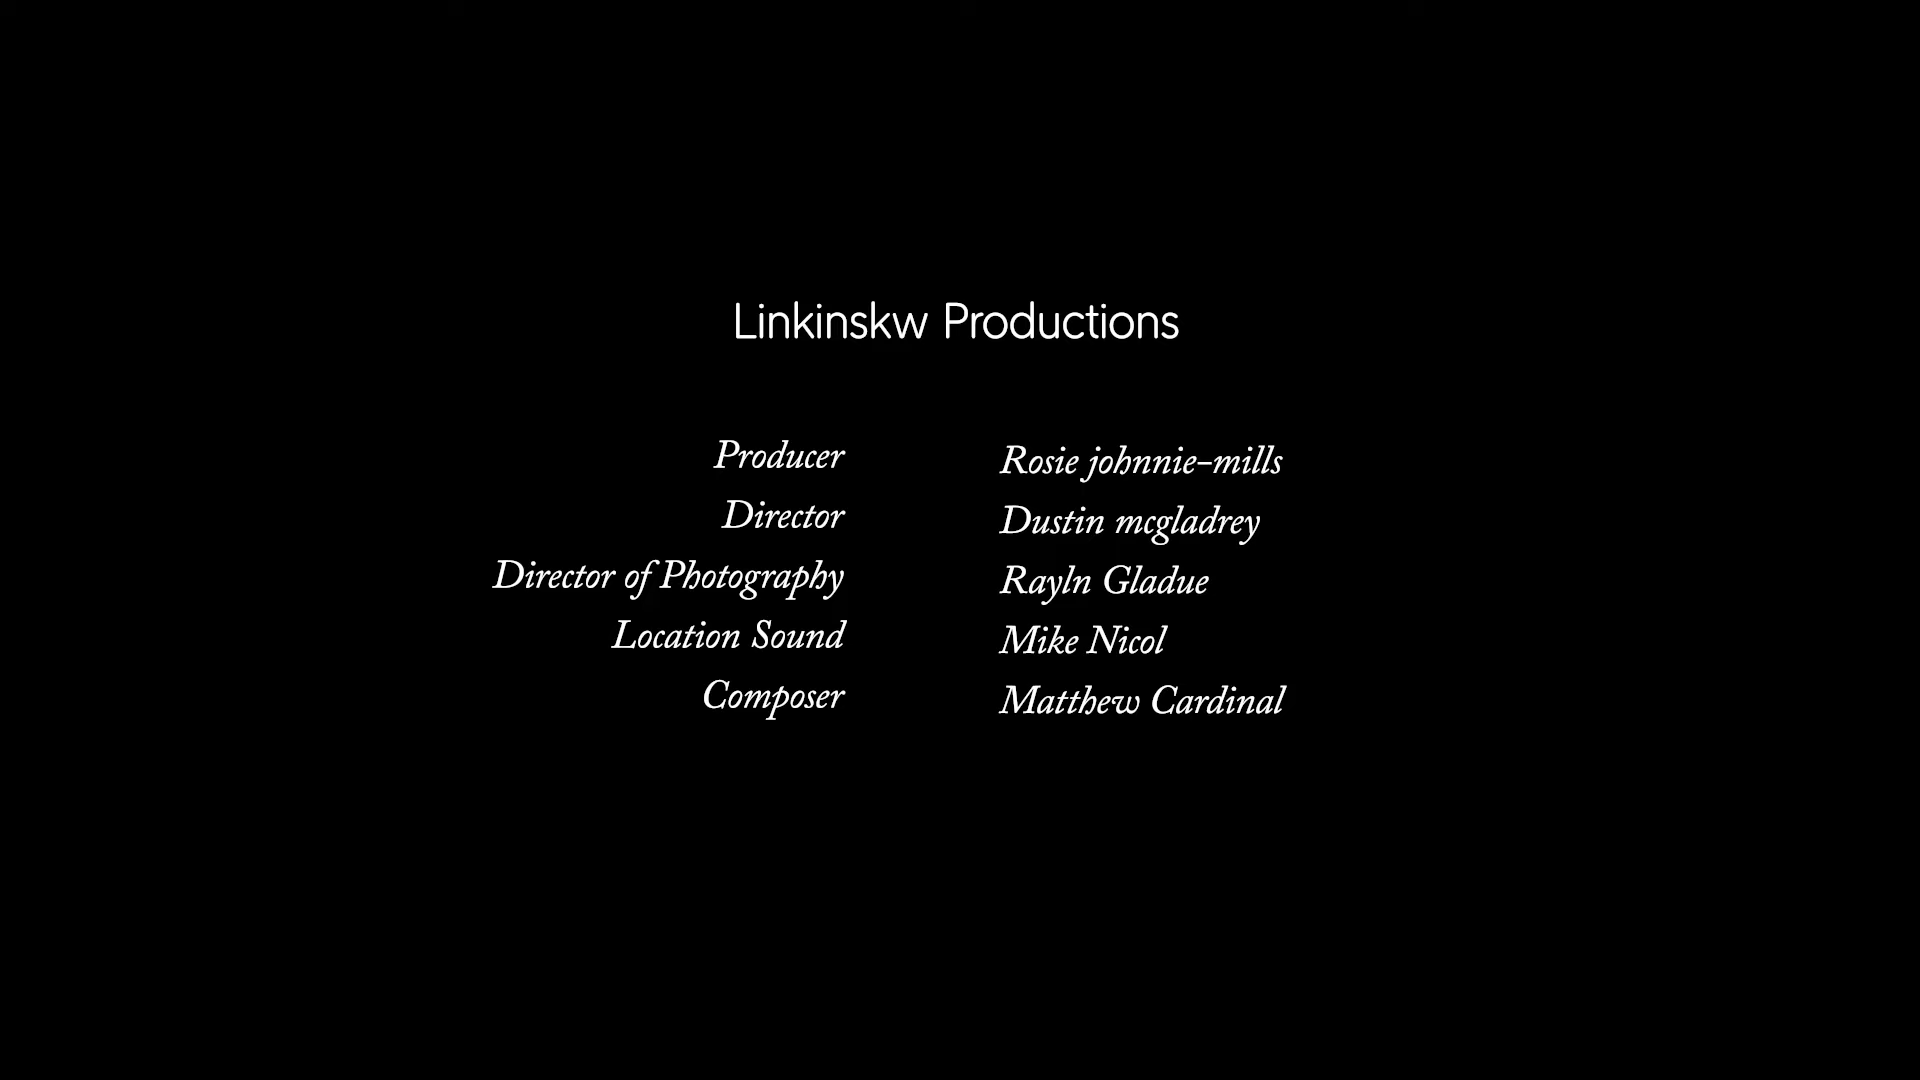 Linkinskw Productions
Producer Rosie johnnie-mills
Director Dustin mcgladrey
Director of Photography Rayln Gladue
Location Sound Mike Nicol
Composer Matthew Cardinal